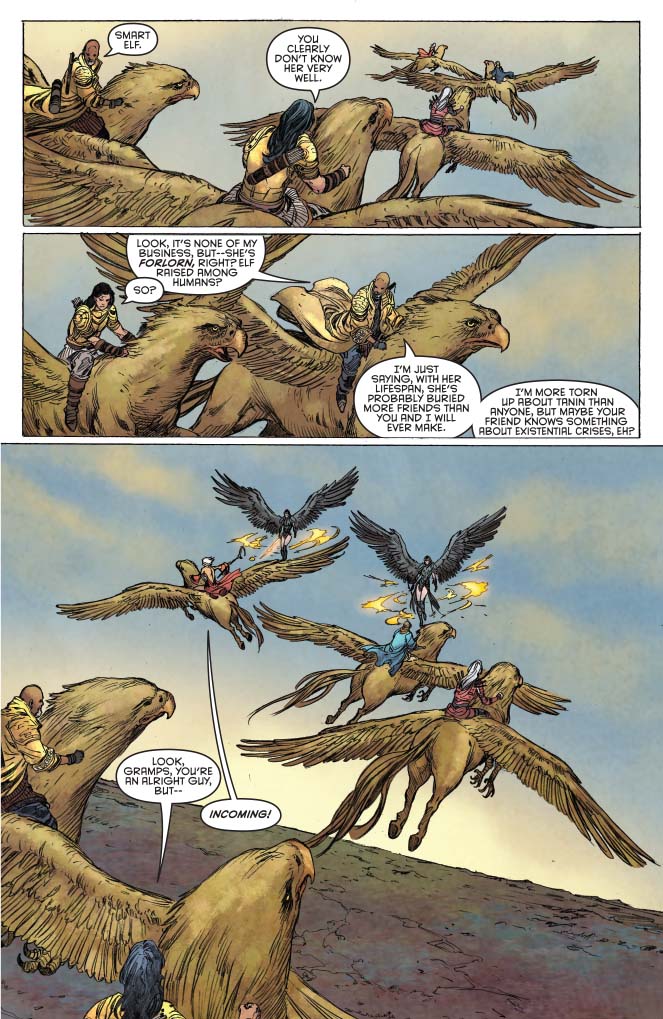 SMART
ELF.
YOU
CLEARLY
DON'T KNOW
HER VERY
WELL.
LOOK, IT'S NONE OF MY
BUSINESS, BUT--SHE'S
FORLORN, RIGHT? ELF
RAISED AMONG
HUMANS?
SO?
I'M JUST
SAYING, WITH HER
LIFESPAN, SHE'S
PROBABLY BURIED
MORE FRIENDS THAN
YOU AND I WILL
EVER MAKE.
I'M MORE TORN
UP ABOUT TANIN THAN
ANYONE, BUT MAYBE YOUR
FRIEND KNOWS SOMETHING
ABOUT EXISTENTIAL CRISES, EH?
LOOK,
GRAMPS, YOU'RE
AN ALRIGHT GUY,
BUT--
INCOMING!